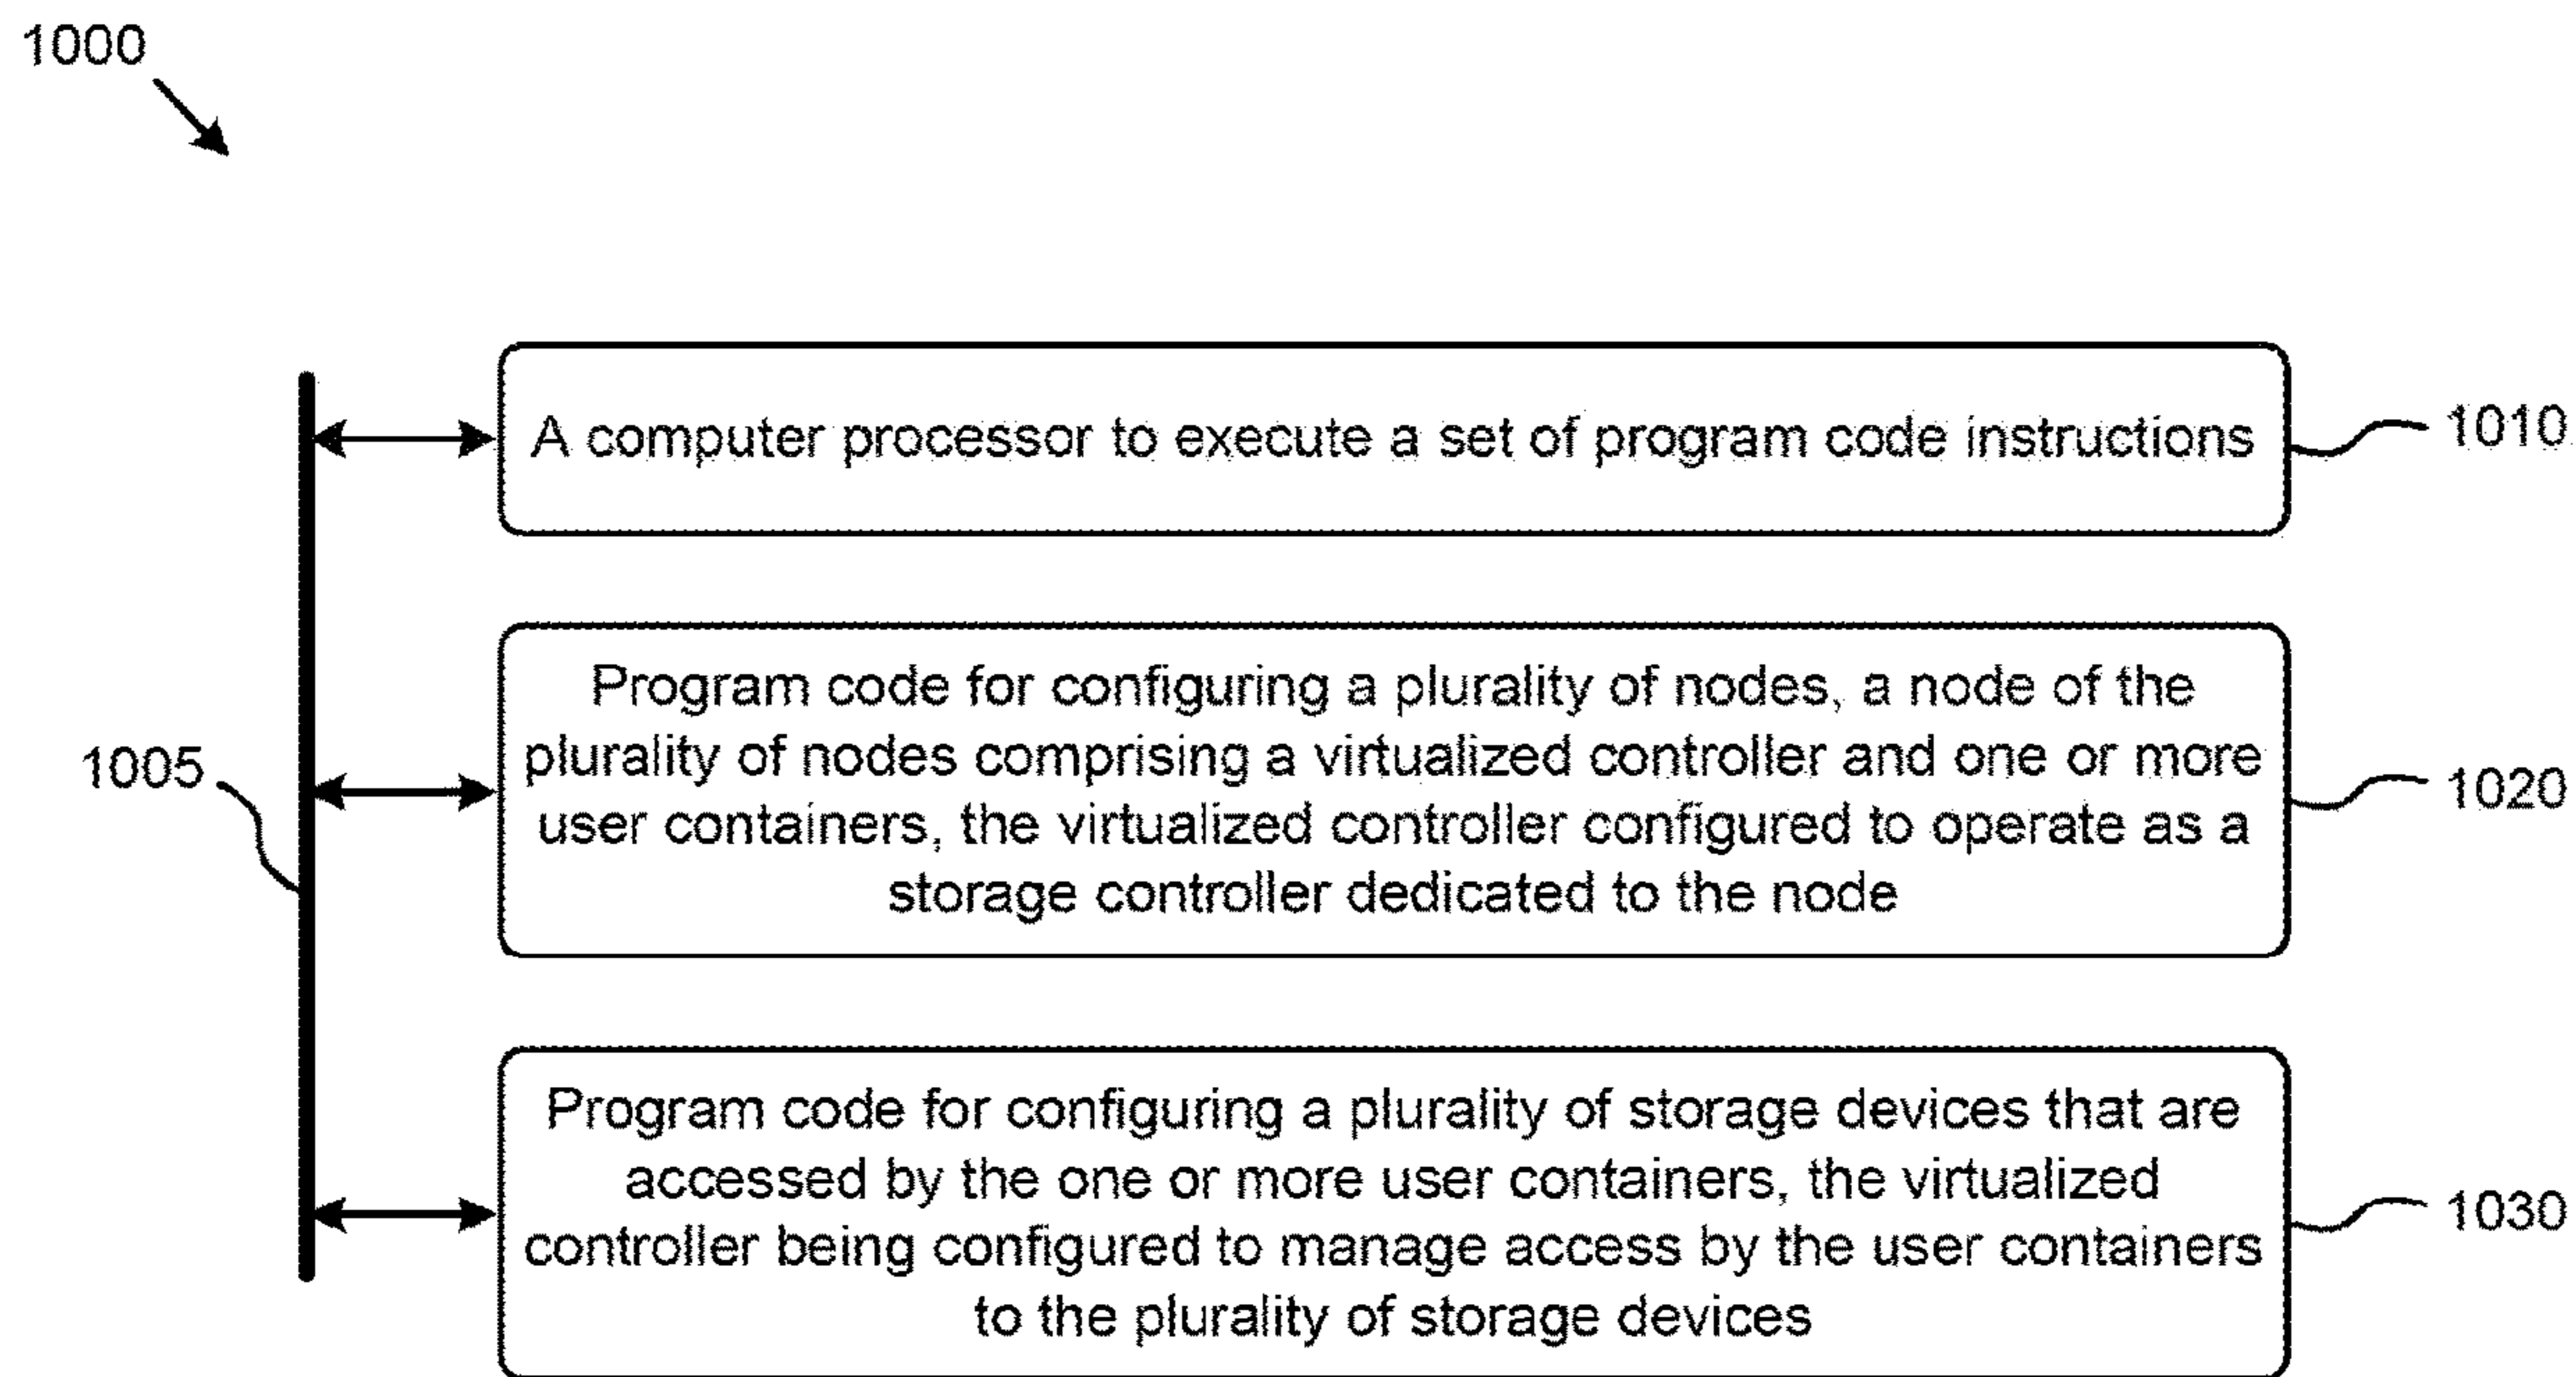 1000
A computer processor to execute a set of program code instructions
1010
Program code for configuring a plurality of nodes, a node of the
plurality of nodes comprising a virtualized controller and one or more
user containers, the virtualized controller configured to operate as a
storage controller dedicated to the node
1005
1020
Program code for configuring a plurality of storage devices that are
accessed by the one or more user containers, the virtualized
controller being configured to manage access by the user containers
to the plurality of storage devices
1030